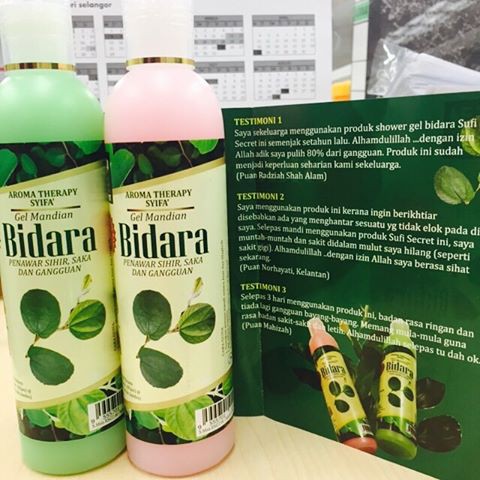 ri selangor
AROMA THERAPY
SYIFA'
Gel Mandian
Bidara
PENAWAR SIHIR, SAKA
DAN GANGGUAN
AROMA THERAPY
SYIFA'
Gel Mandian
Bidara
PENAWAR SIHIR, SAKA
DAN GANGGUAN
TESTIMONI 1
Saya sekeluarga menggunakan produk shower gel bidara Sufi
Secret ini semenjak setahun lalu. Alhamdulillah ..dengan izin
Allah adik saya pulih 80% dari gangguan. Produk ini sudah
menjadi keperluan seharian kami sekeluarga.
(Puan Radziah Shah Alam)
TESTIMONI 2
Saya menggunakan produk ini kerana ingin berikhtiar
disebabkan ada yang menghantar sesuatu yg tidak elok pada di
saya. Selepas mandi menggunakan produk Sufi Secret ini, saya
muntah-muntah dan sakit didalam mulut saya hilang (seperti
sakit gigi). Alhamdulillah ..dengan izin Allah saya berasa sihat
sekarang.
(Puan Norhayati, Kelantan)
TESTIMONI 3
Selepas 3 hari menggunakan produk ini, badan rasa ringan dan
tiada lagi gangguan bayang-bayang. Memang mula-mula guna
rasa badan sakit-sakit dan letih. Alhamdulillah selepas tu dah ok.
(Puan Mahizah)
Bidara
Bidara